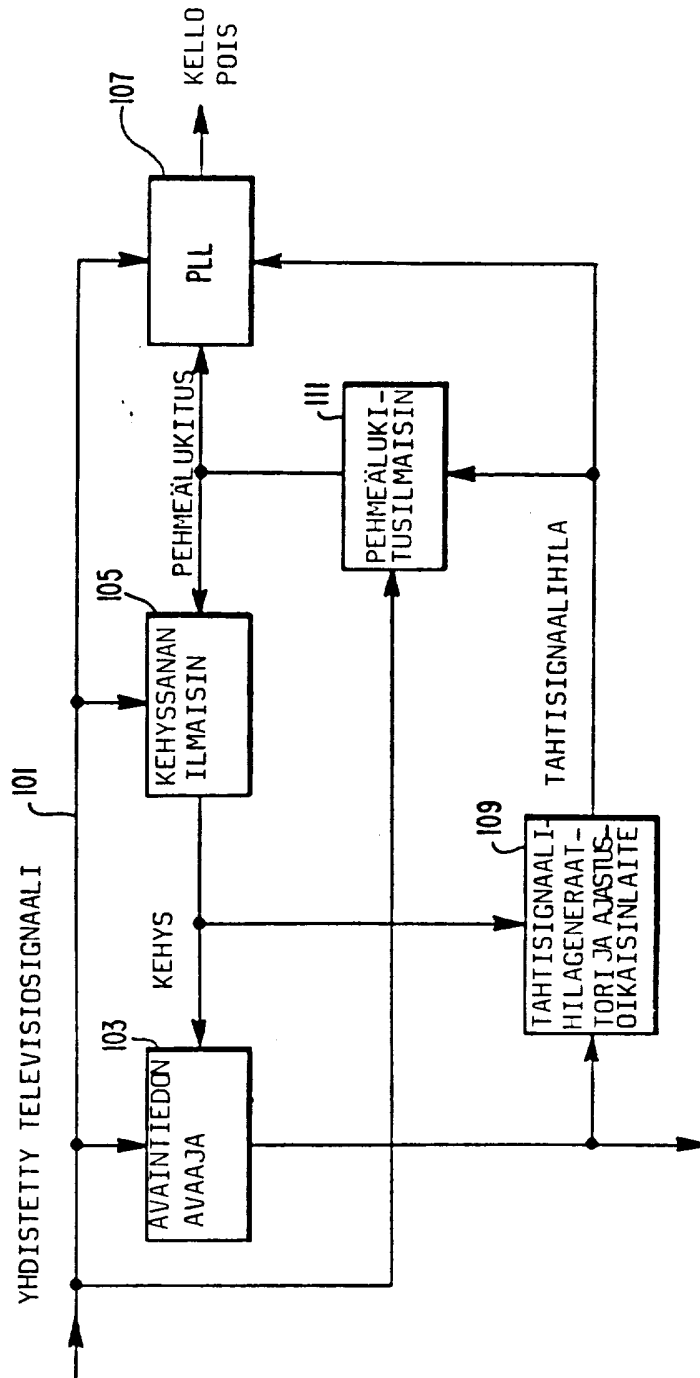 YHDISTETTY TELEVISIOSIGNAALI
101
103
AVAINTIEDON
AVAAJA
KEHYS
105
KEHYSSANAN
ILMAISIN
PEHMEÄLUKITUS
107
PLL
KELLO
POIS
109
TAHTISIGNAALI-
HILAGENERAAT-
TORI JA AJASTUS-
OIKAISINLAITE
TAHTISIGNAALIHILA
111
PEHMEÄLUKI-
TUSILMAISIN